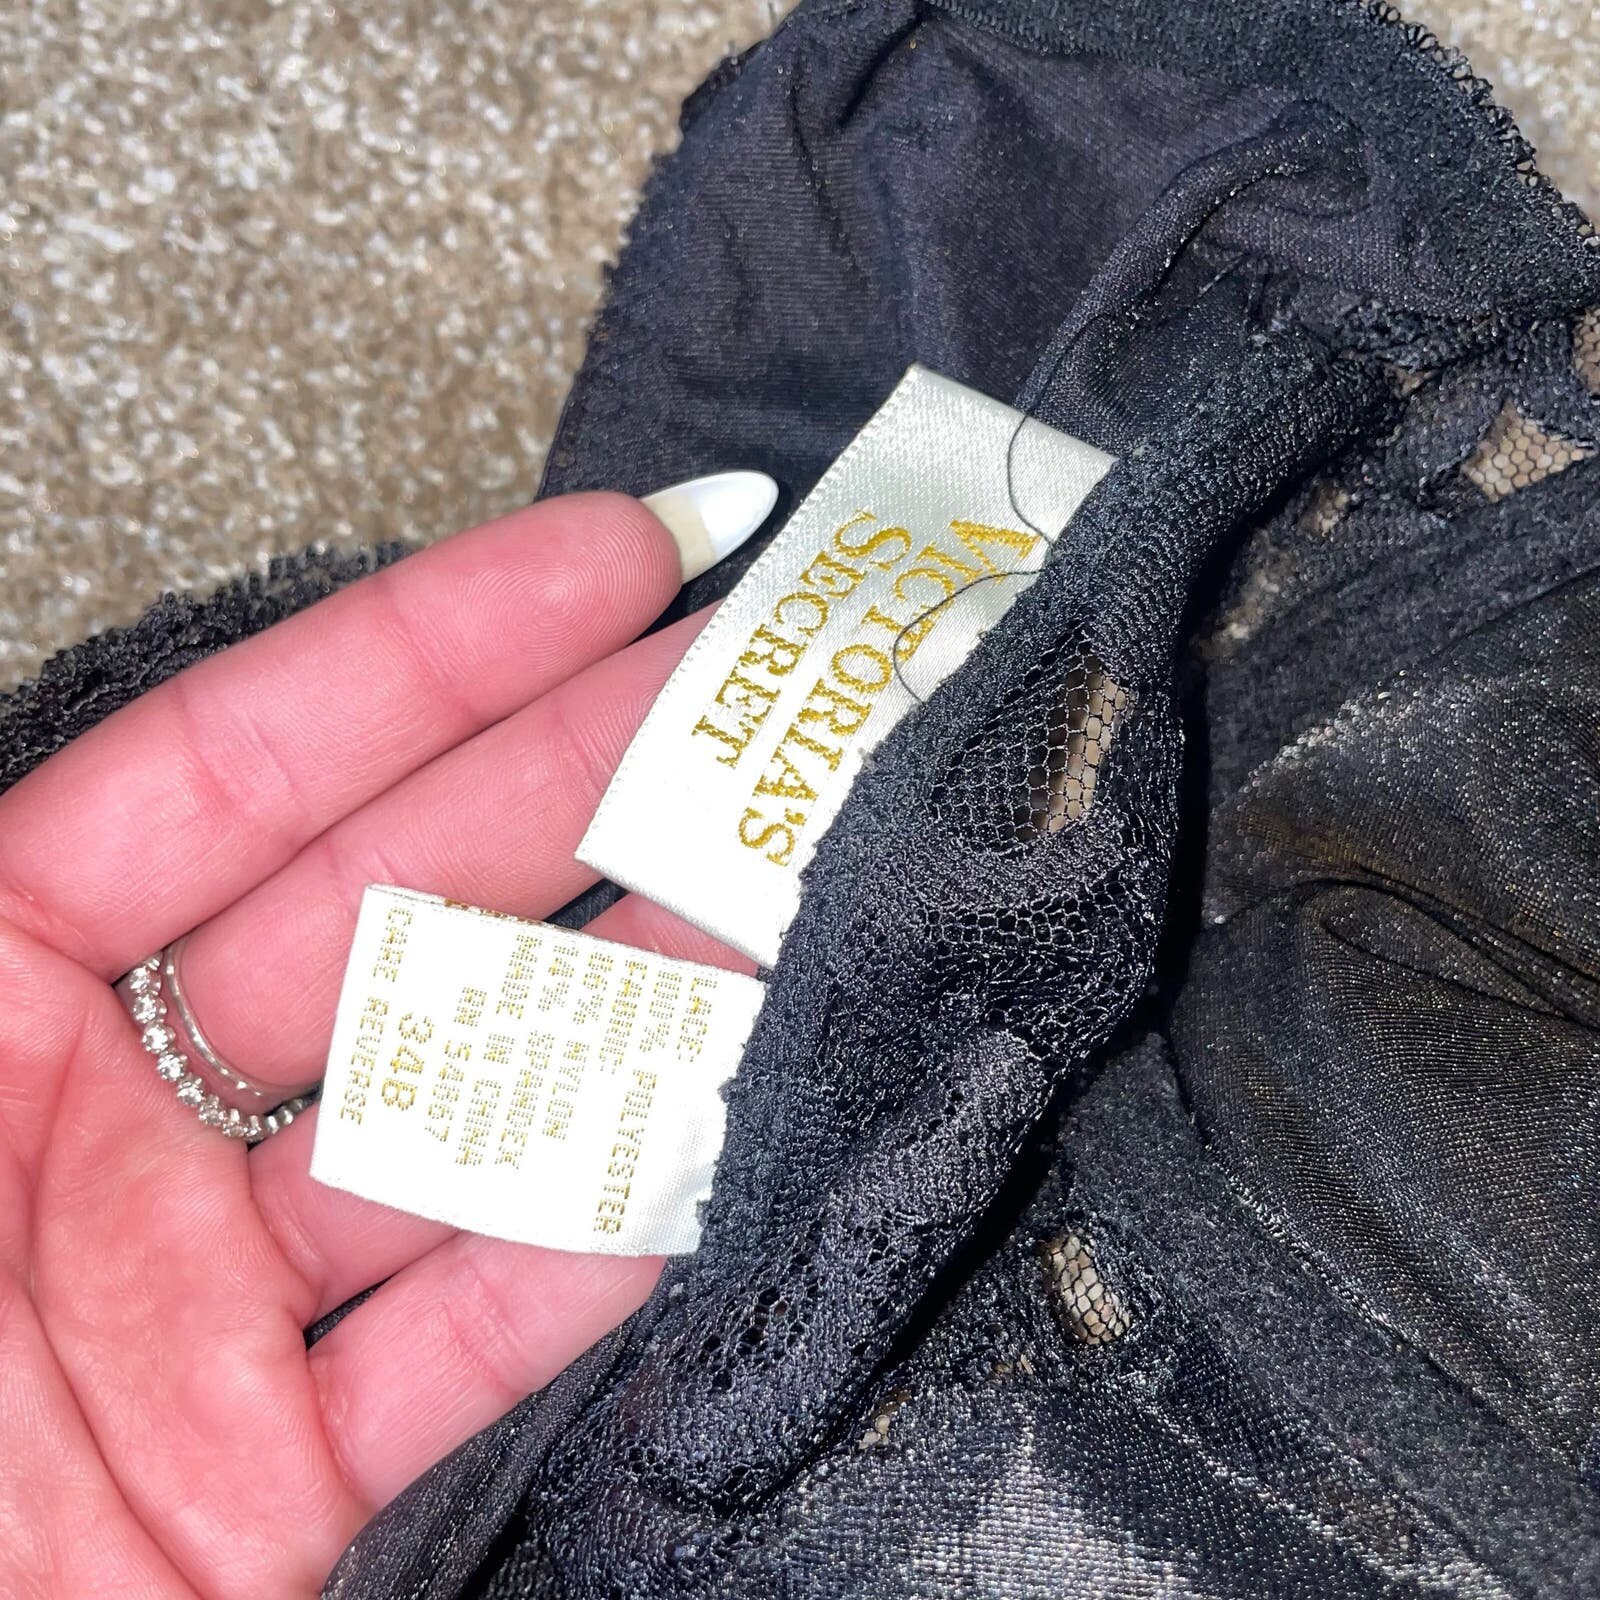 VICTORIA'S
SECRET
LACE:
100% POLYESTER
FABRIC:
86% NYLON
14% SPANDEX
MADE IN CHINA
RN 54867
34B
CARE REVERSE